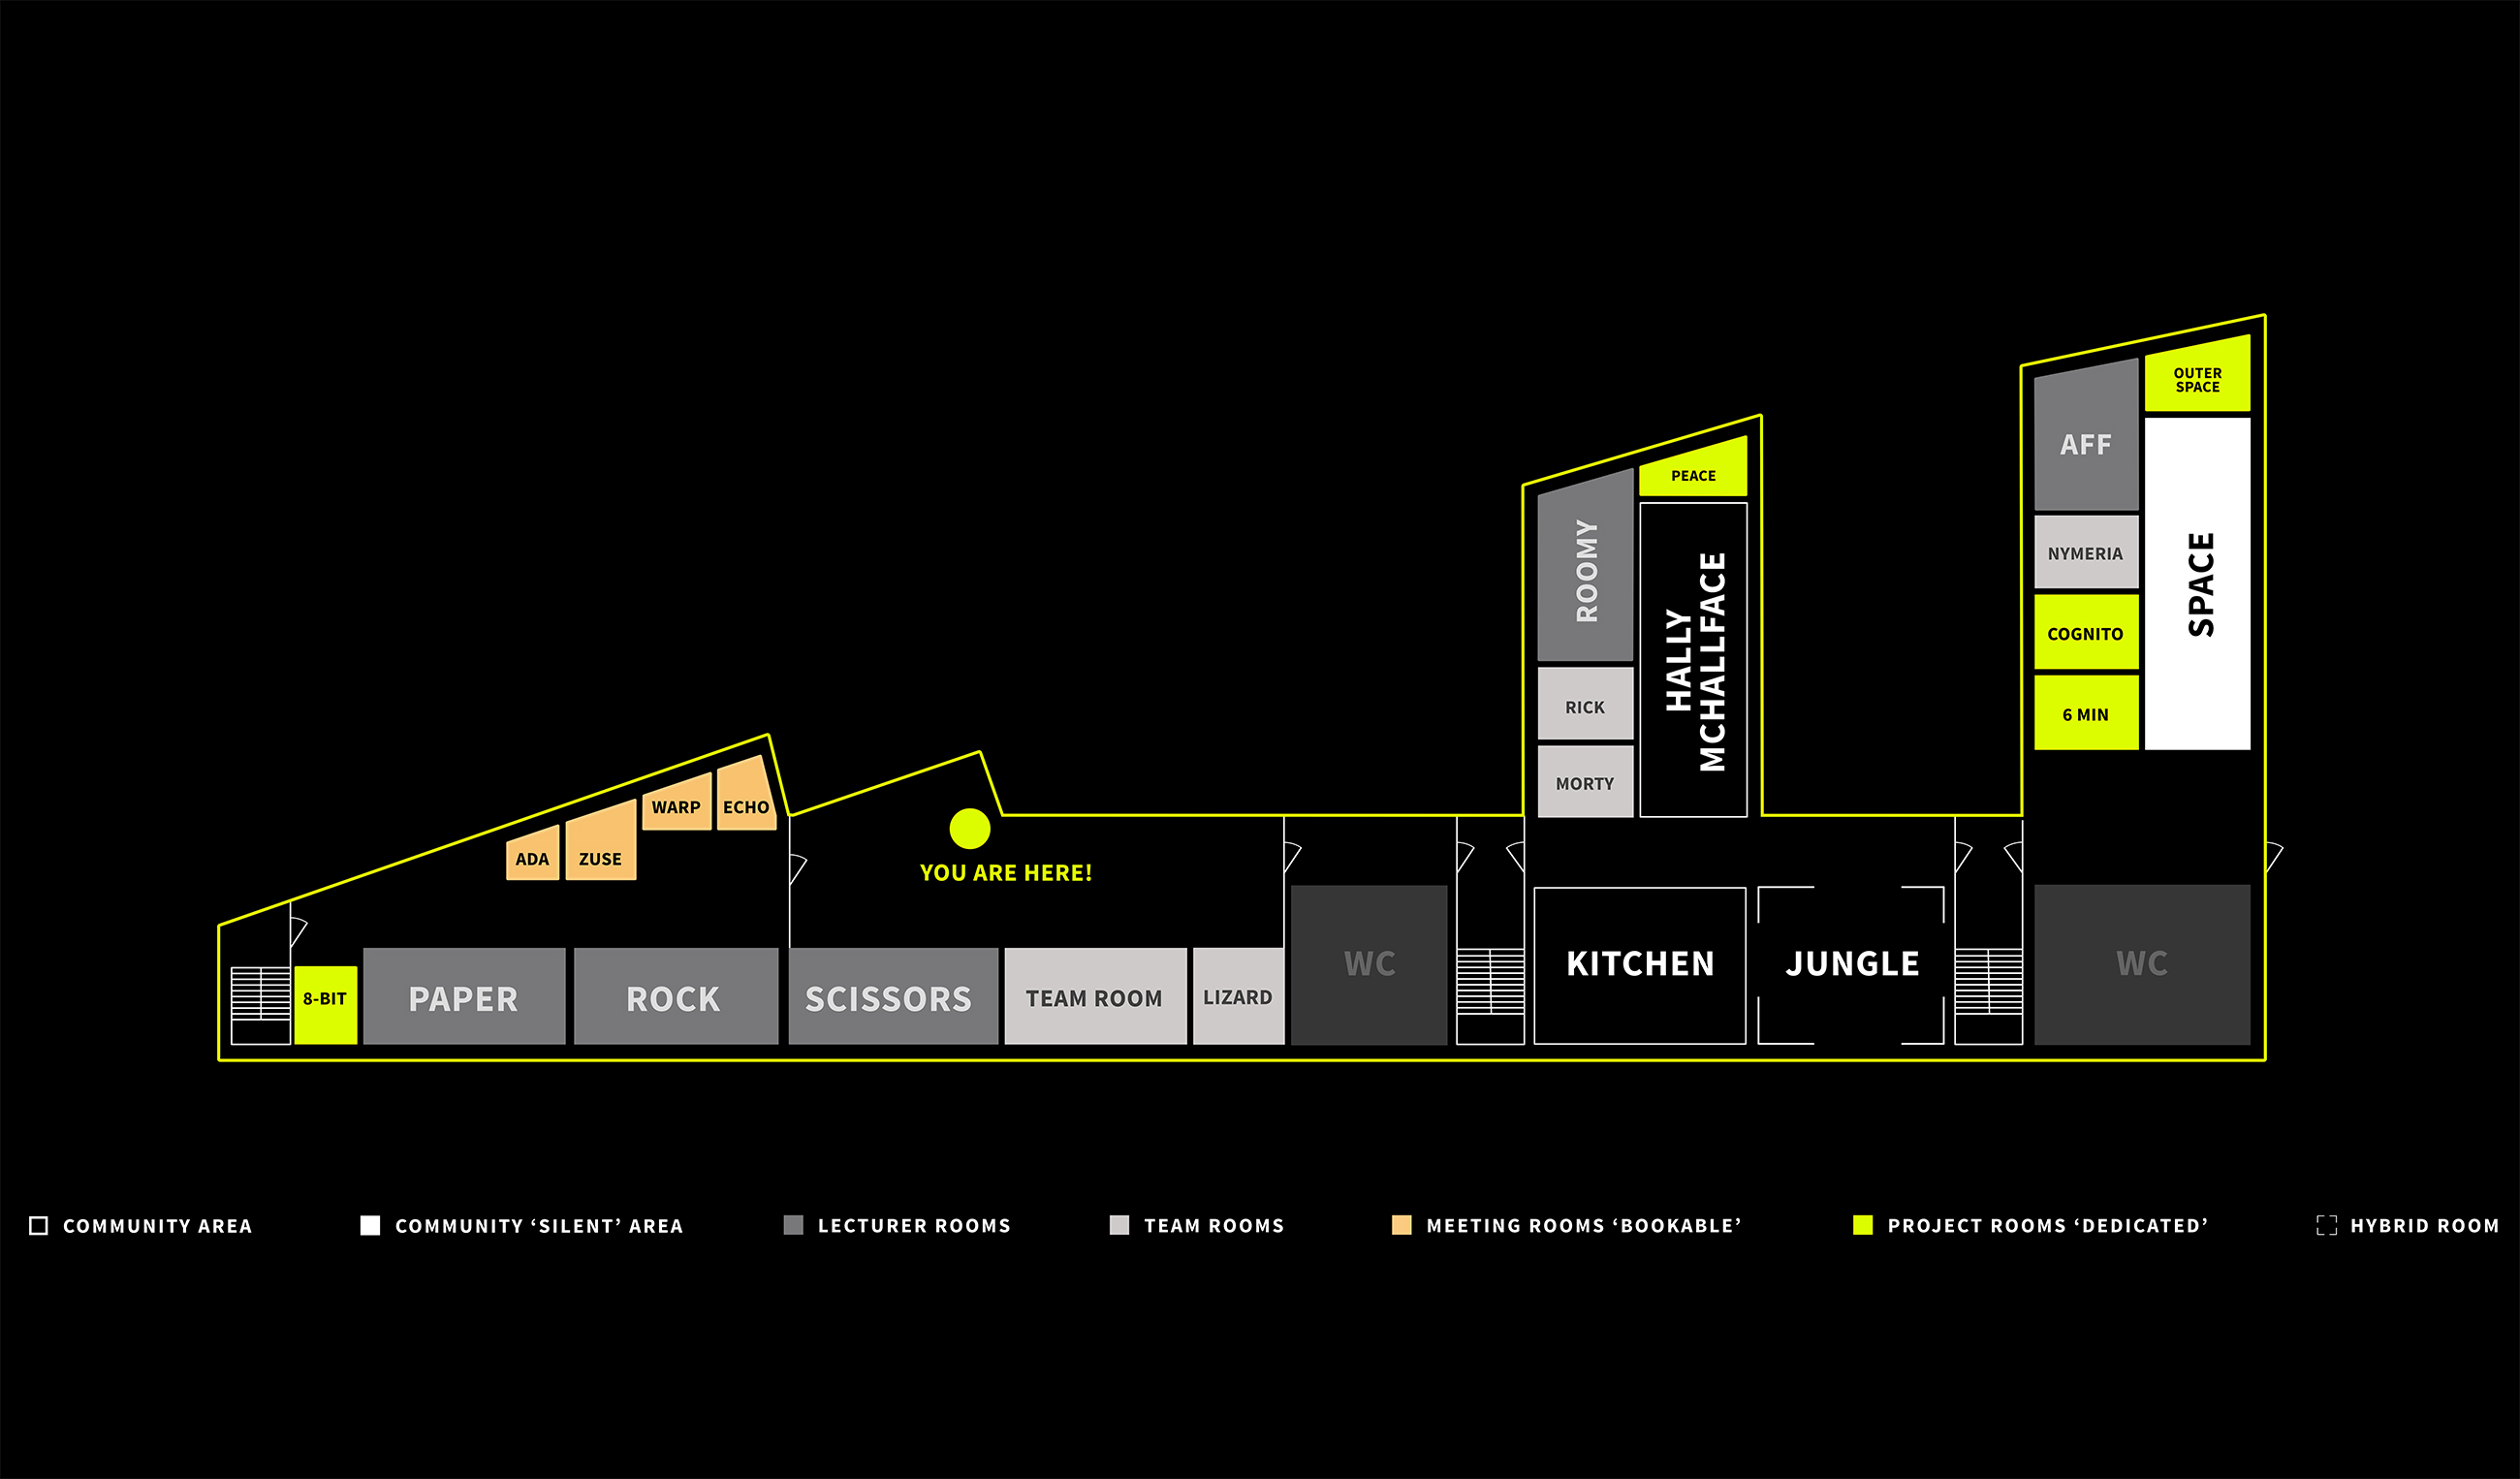 OUTER
SPACE
AFF
PEACE
NYMERIA
SPACE
ROOMY
HALLY
MCHALLFACE
COGNITO
RICK
6 MIN
MORTY
WARP
ECHO
ADA
ZUSE
YOU ARE HERE!
WC
KITCHEN
JUNGLE
WC
8-BIT
PAPER
ROCK
SCISSORS
TEAM ROOM
LIZARD
COMMUNITY AREA
COMMUNITY ‘SILENT’ AREA
LECTURER ROOMS
TEAM ROOMS
MEETING ROOMS ‘BOOKABLE’
PROJECT ROOMS ‘DEDICATED’
HYBRID ROOM